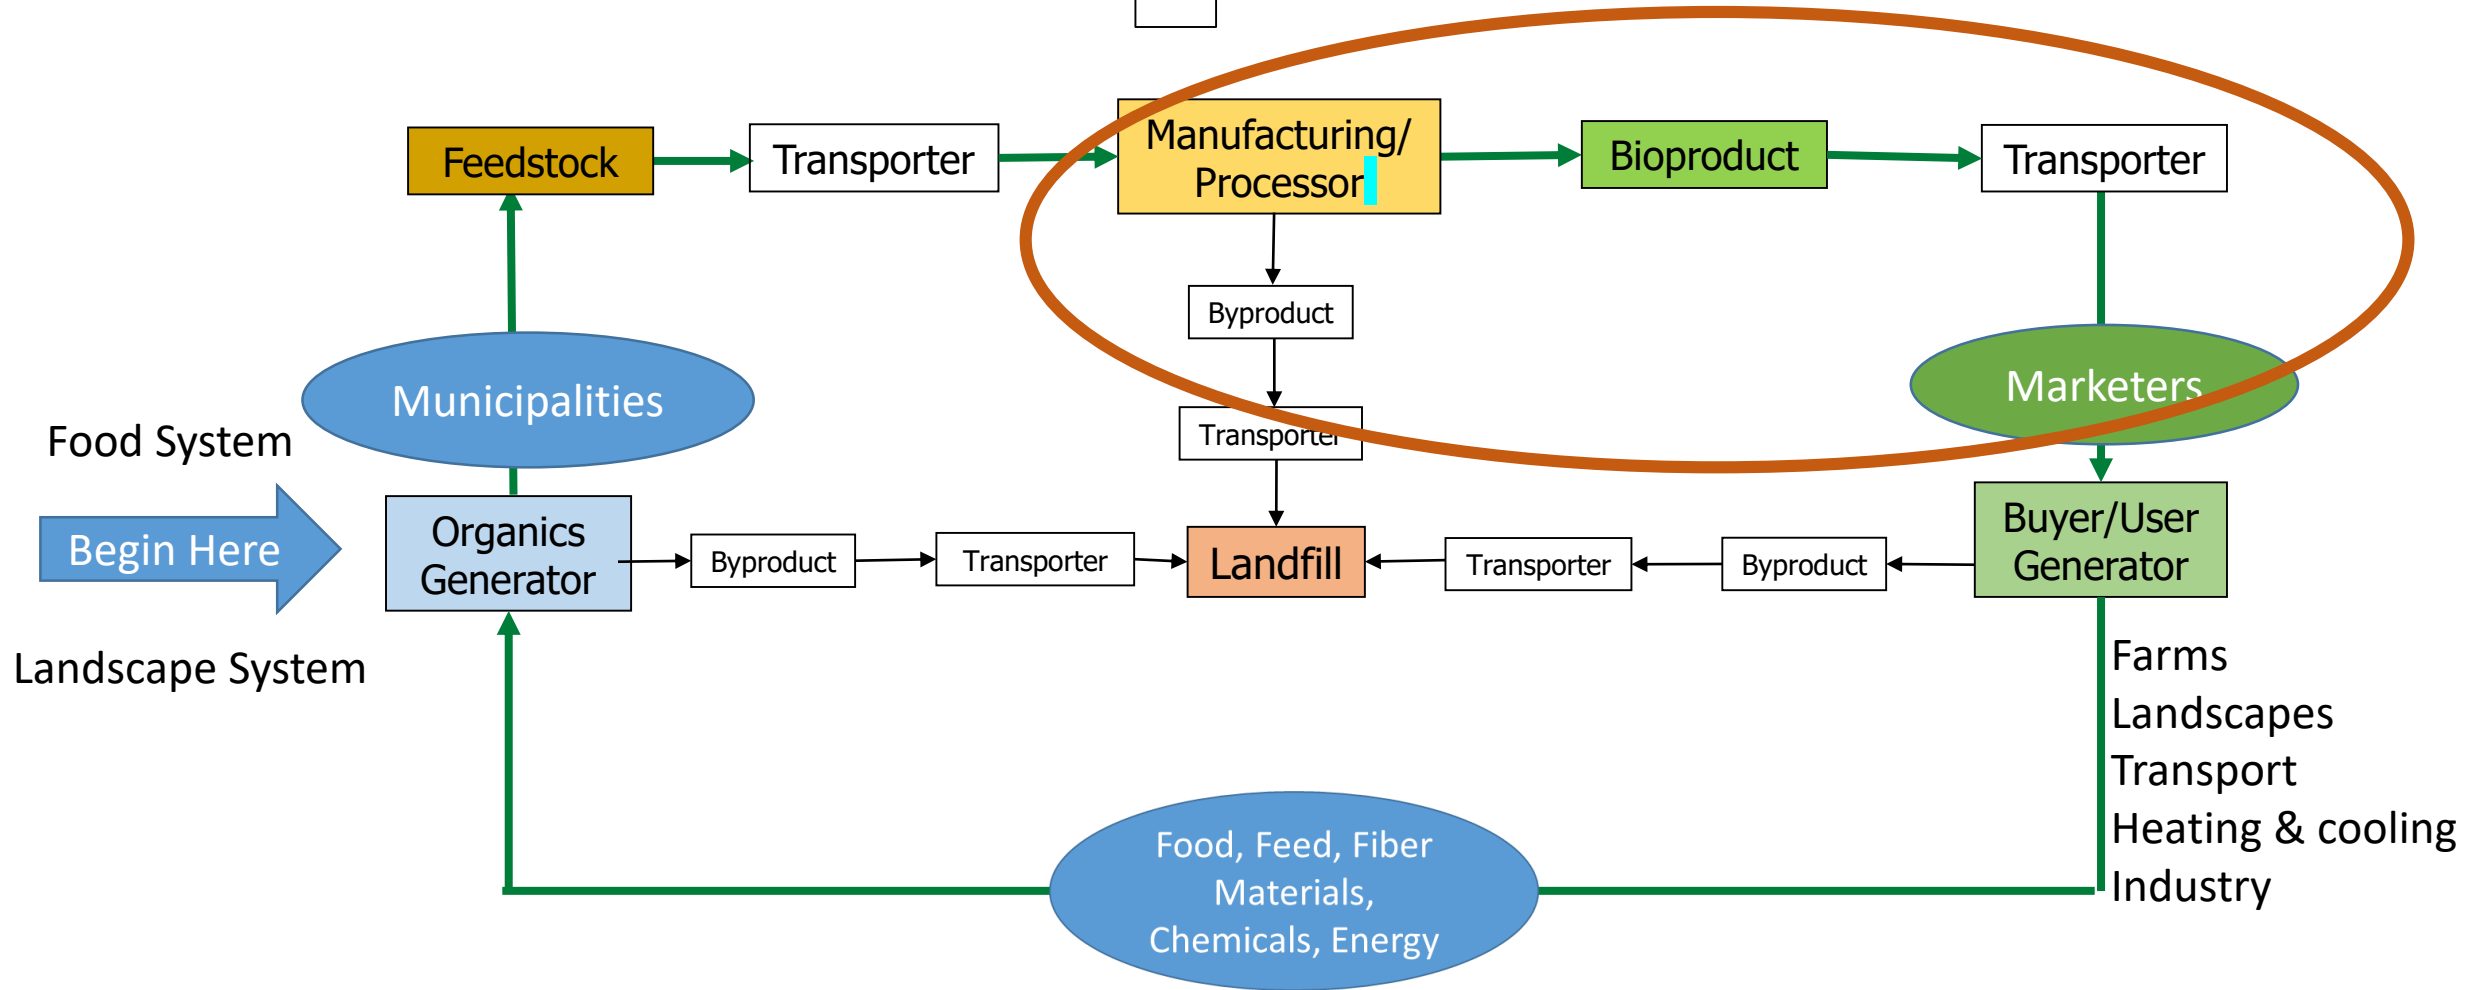 Feedstock
Transporter
Manufacturing/
Processor
Bioproduct
Transporter
Byproduct
Transporter
Municipalities
Marketers
Food System
Begin Here
Landscape System
Organics
Generator
Byproduct
Transporter
Landfill
Transporter
Byproduct
Buyer/User
Generator
Farms
Landscapes
Transport
Heating & cooling
Industry
Food, Feed, Fiber
Materials,
Chemicals, Energy